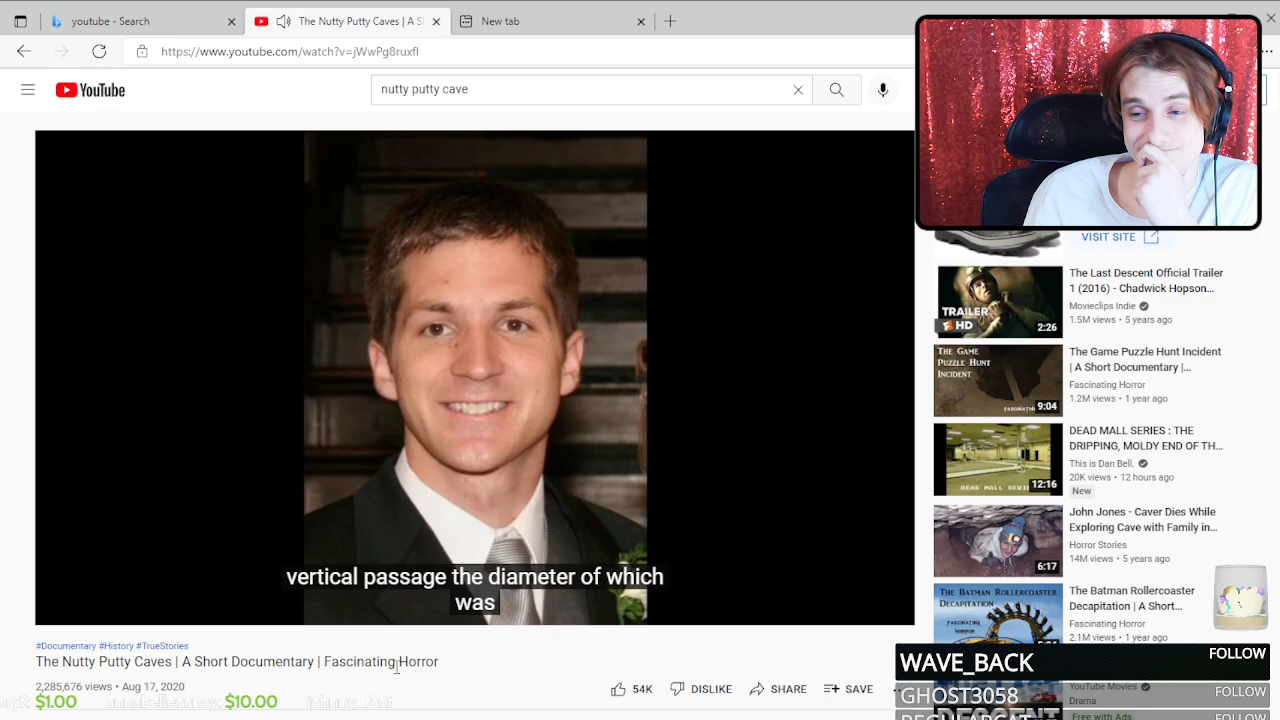 youtube - Search
The Nutty Putty Caves | A S
New tab
https://www.youtube.com/watch?v=jWwPg8ruxfI
YouTube
nutty putty cave
VISIT SITE
The Last Descent Official Trailer
1 (2016) - Chadwick Hopson...
Movieclips Indie
1.5M views • 5 years ago
TRAILER
HD
2:26
THE GAME
PUZZLE HUNT
INCIDENT
9:04
The Game Puzzle Hunt Incident
| A Short Documentary |...
Fascinating Horror
1.2M views • 1 year ago
DEAD MALL SERIES : THE
DRIPPING, MOLDY END OF TH...
This is Dan Bell.
20K views • 12 hours ago
New
12:16
John Jones - Caver Dies While
Exploring Cave with Family in...
Horror Stories
14M views • 5 years ago
6:17
THE BATMAN ROLLERCOASTER
DECAPITATION
FASCINATING
HORROR
The Batman Rollercoaster
Decapitation | A Short...
Fascinating Horror
2.1M views • 1 year ago
vertical passage the diameter of which
was
#Documentary #History #TrueStories
The Nutty Putty Caves | A Short Documentary | Fascinating Horror
2,285,676 views • Aug 17, 2020
54K
DISLIKE
SHARE
SAVE
$1.00
$10.00
WAVE_BACK
FOLLOW
GHOST3058
FOLLOW
YouTube Movies
Drama
Free with Ads